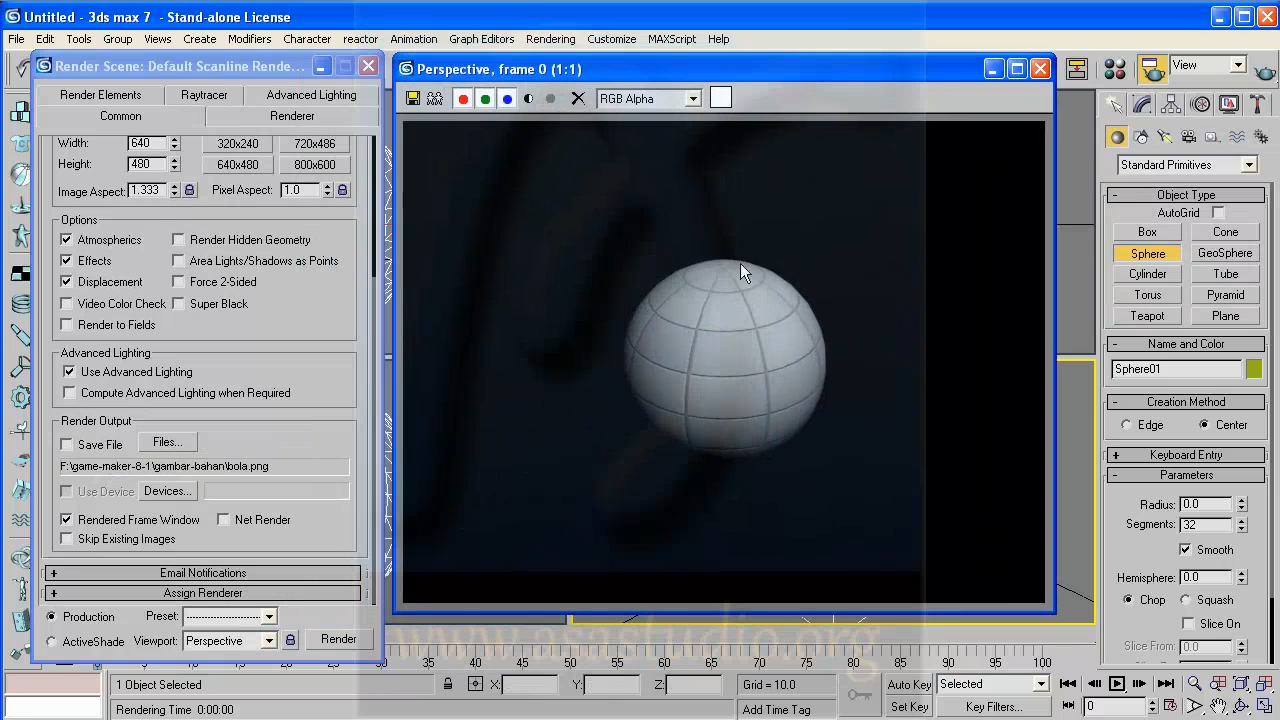 Untitled - 3ds max 7 - Stand-alone License
File Edit Tools Group Views Create Modifiers Character reactor Animation Graph Editors Rendering Customize MAXScript Help
Render Scene: Default Scanline Rende...
Perspective, frame 0 (1:1)
View
Render Elements Raytracer Advanced Lighting
Common Renderer
RGB Alpha
Width: 640 320x240 720x486
Height: 480 640x480 800x600
Image Aspect: 1.333 Pixel Aspect: 1.0
Options
Atmospherics Render Hidden Geometry
Effects Area Lights/Shadows as Points
Displacement Force 2-Sided
Video Color Check Super Black
Render to Fields
Advanced Lighting
Use Advanced Lighting
Compute Advanced Lighting when Required
Render Output
Save File Files...
F:\game-maker-8-1\gambar-bahan\bola.png
Use Device Devices...
Rendered Frame Window Net Render
Skip Existing Images
+ Email Notifications
+ Assign Renderer
Production Preset: --------------------
ActiveShade Viewport: Perspective Render
Standard Primitives
- Object Type
AutoGrid
Box Cone
Sphere GeoSphere
Cylinder Tube
Torus Pyramid
Teapot Plane
- Name and Color
Sphere01
- Creation Method
Edge Center
+ Keyboard Entry
- Parameters
Radius: 0.0
Segments: 32
Smooth
Hemisphere: 0.0
Chop Squash
Slice On
Slice From: 0.0
www.asastudio.org
5 10 15 20 25 30 35 40 45 50 55 60 65 70 75 80 85 90 95 100
1 Object Selected X: Y: Z: Grid = 10.0 Auto Key Selected
Rendering Time 0:00:00 Add Time Tag Set Key Key Filters... 0